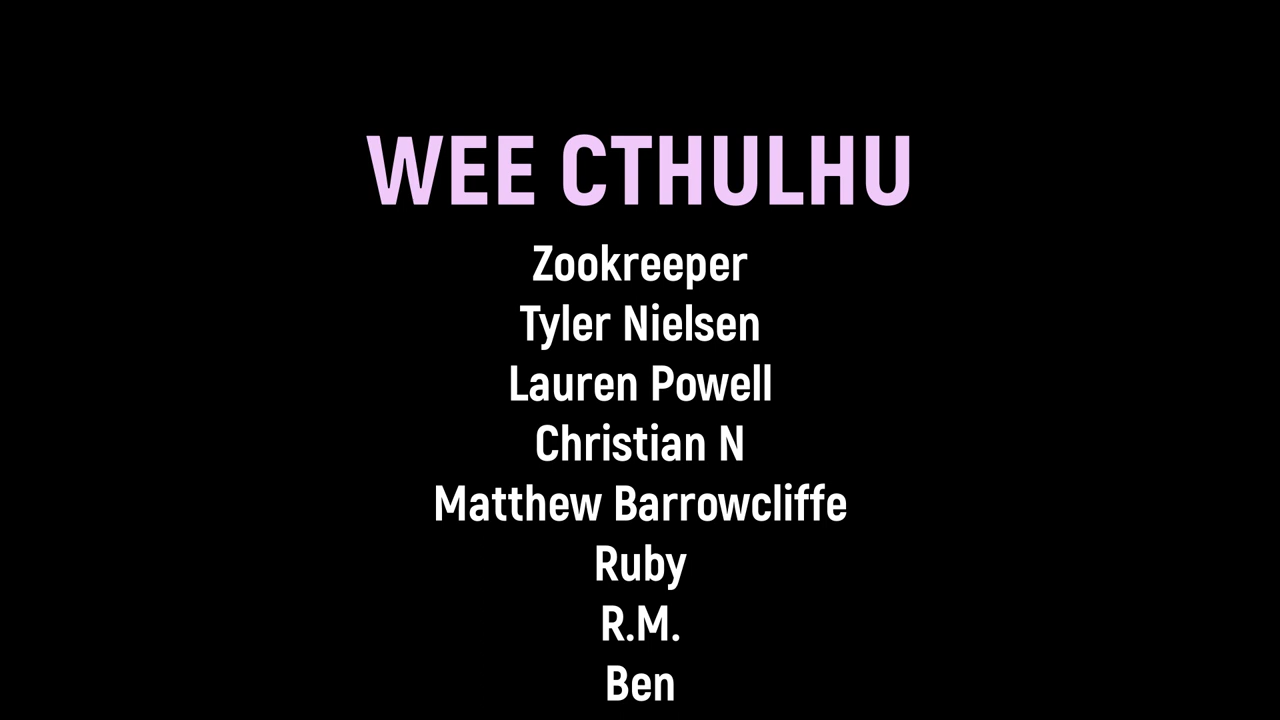 WEE CTHULHU
Zookreeper
Tyler Nielsen
Lauren Powell
Christian N
Matthew Barrowcliffe
Ruby
R.M.
Ben